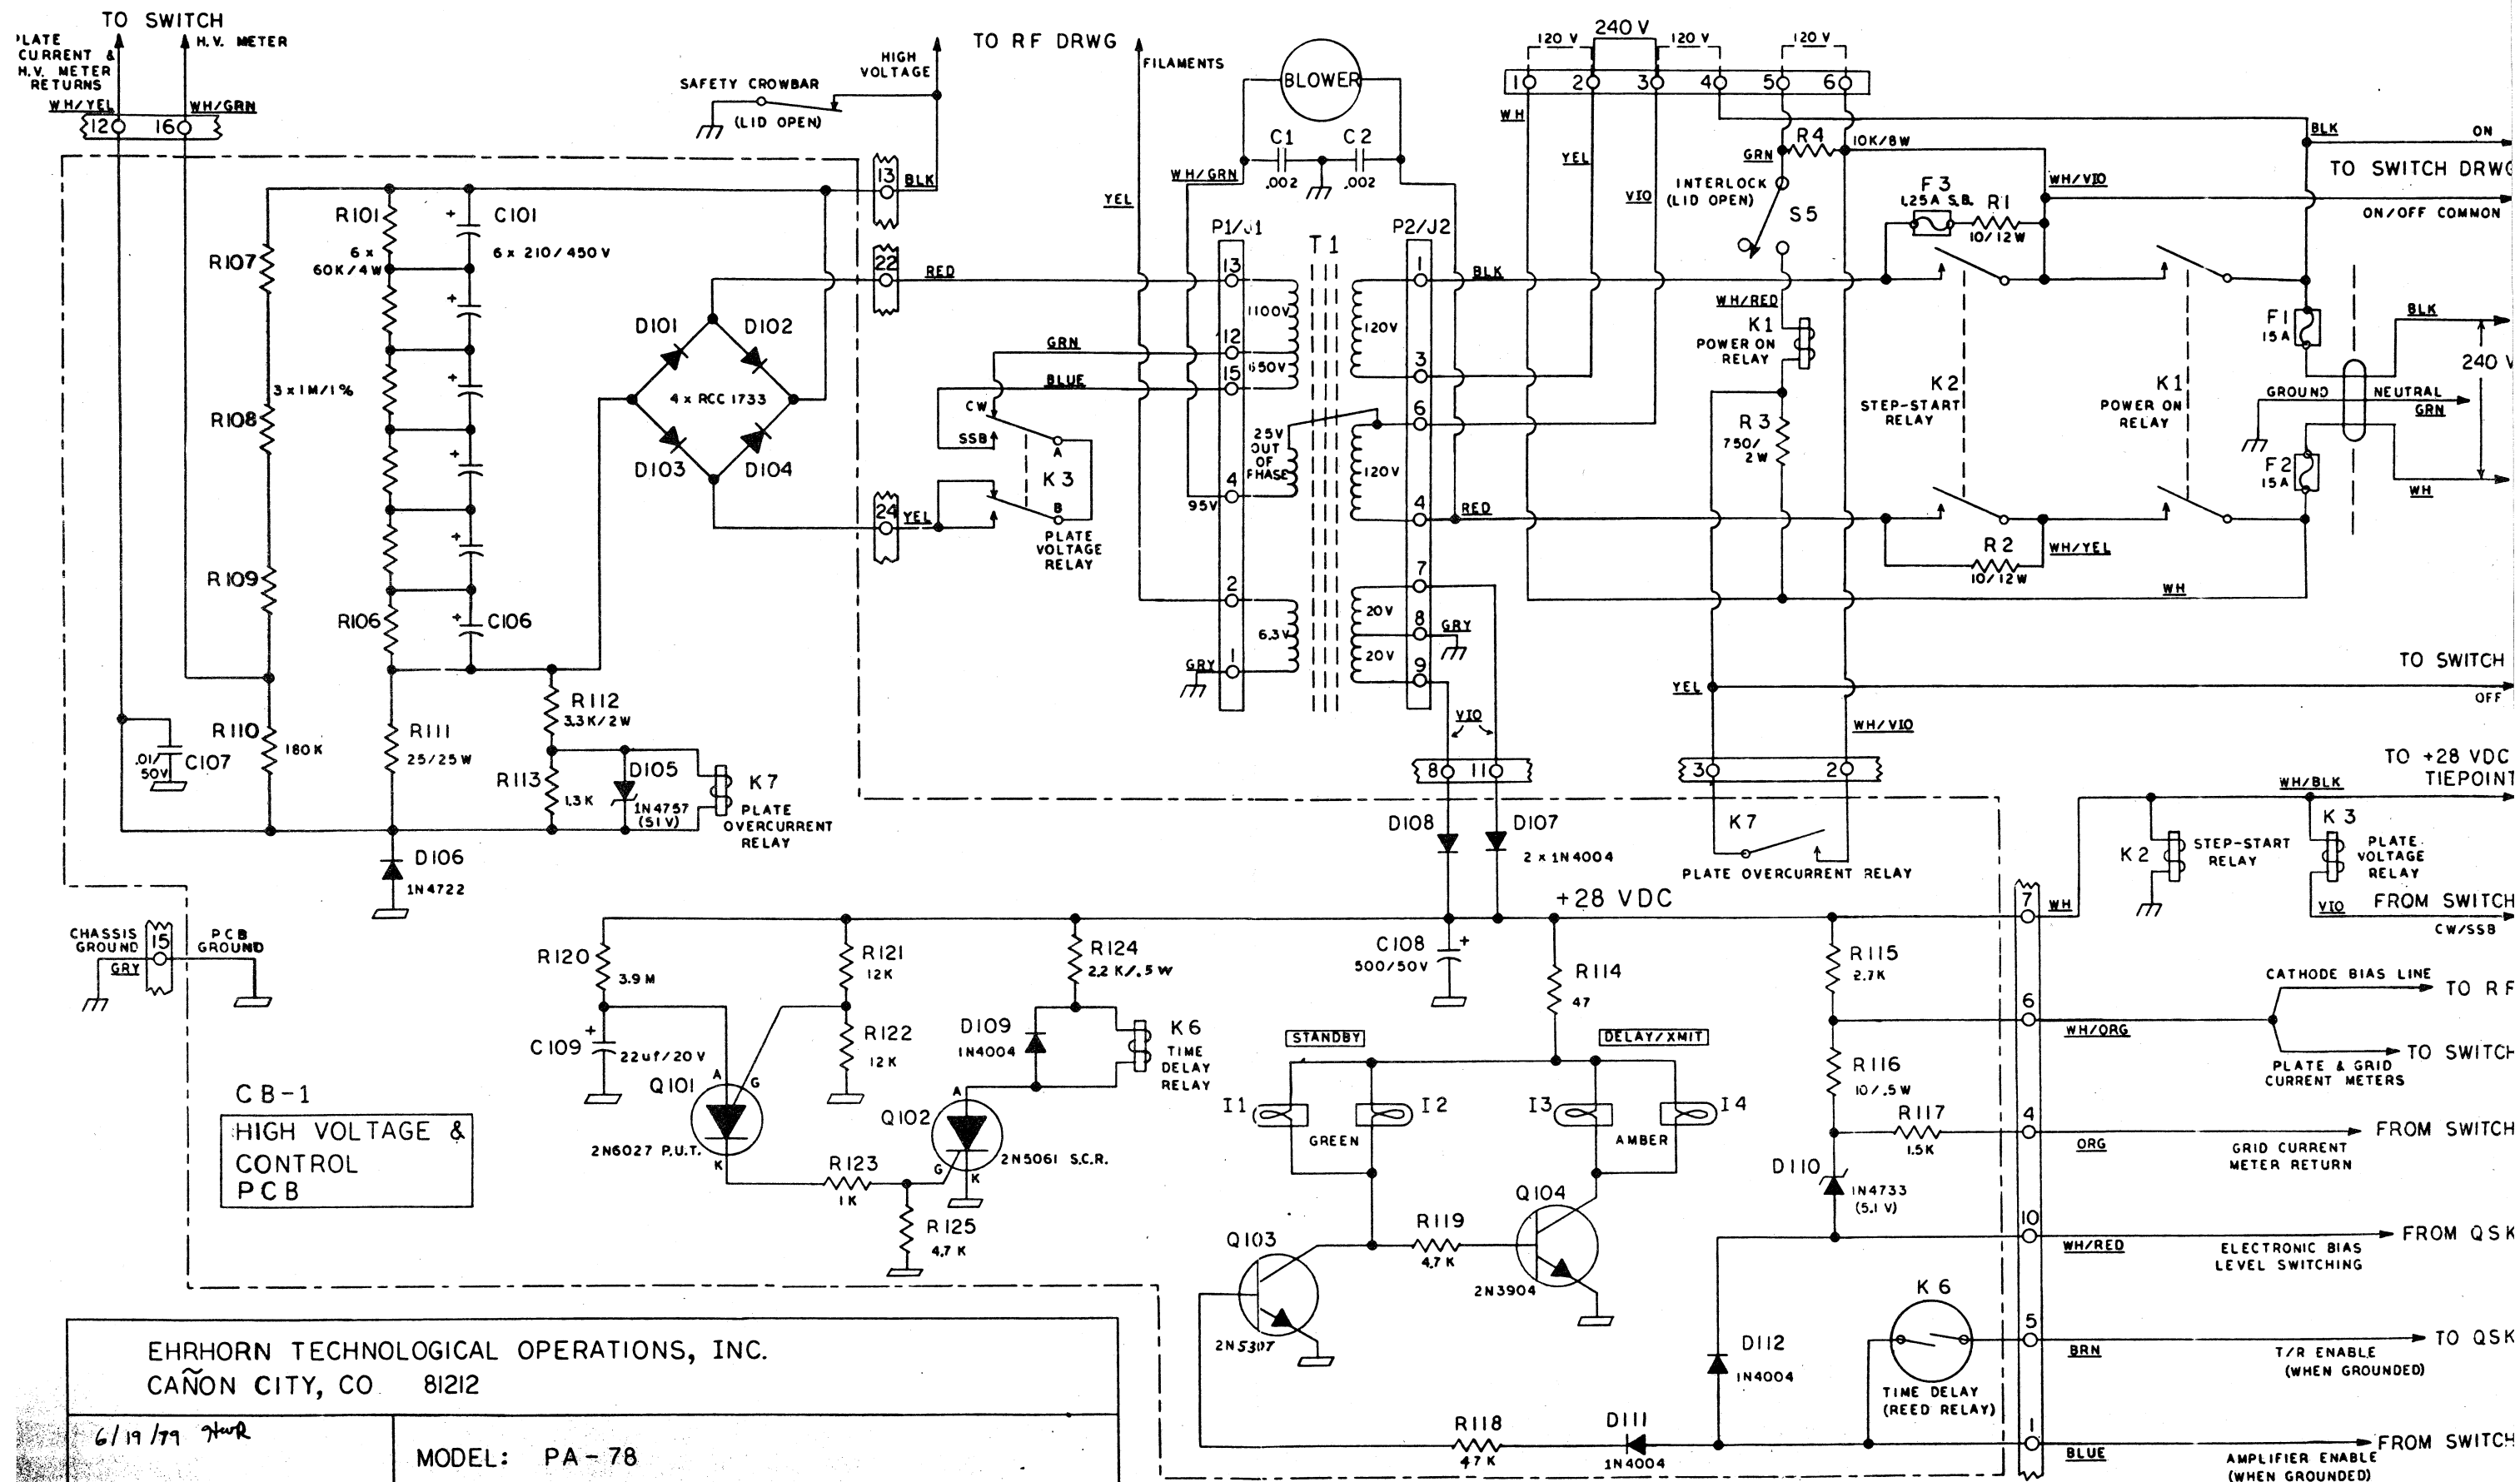 TO SWITCH
PLATE
CURRENT &
H.V. METER
RETURNS
H.V. METER
WH/YEL
WH/GRN
12
16
TO RF DRWG
HIGH
VOLTAGE
FILAMENTS
SAFETY CROWBAR
(LID OPEN)
13
BLK
22
RED
24
YEL
BLOWER
C1
.002
C2
.002
WH/GRN
YEL
240 V
120 V
120 V
120 V
1
2
3
4
5
6
WH
YEL
VIO
GRN
R4
10K/8W
INTERLOCK
(LID OPEN)
S5
WH/RED
K1
POWER ON
RELAY
R3
750/
2W
WH/VIO
F3
1.25A S.B.
R1
10/12W
BLK
ON
TO SWITCH DRWG
ON/OFF COMMON
K2
STEP-START
RELAY
K1
POWER ON
RELAY
F1
15A
F2
15A
BLK
240 V
GROUND
NEUTRAL
GRN
WH
R2
10/12W
WH/YEL
WH
TO SWITCH
OFF
YEL
WH/VIO
R101
6 x
60K/4W
C101
6 x 210/450V
R107
3 x 1M/1%
R108
R109
R106
C106
R110
180K
.01/
50V
C107
R111
25/25W
R112
3.3K/2W
R113
1.3K
D105
1N4757
(51V)
K7
PLATE
OVERCURRENT
RELAY
D106
1N4722
D101
D102
4 x RCC 1733
D103
D104
GRN
BLUE
CW
SSB
A
K3
B
PLATE
VOLTAGE
RELAY
P1/J1
T1
P2/J2
13
1100V
12
650V
15
25V
OUT
OF
PHASE
4
95V
2
6.3V
1
GRY
1
BLK
120V
3
6
120V
4
RED
7
20V
8
GRY
20V
9
VIO
8
11
3
2
D108
D107
2 x 1N4004
K7
PLATE OVERCURRENT RELAY
TO +28 VDC
TIEPOINT
WH/BLK
K2
STEP-START
RELAY
K3
PLATE
VOLTAGE
RELAY
7
WH
VIO
FROM SWITCH
CW/SSB
+28 VDC
CHASSIS
GROUND
15
PCB
GROUND
GRY
R120
3.9M
C109
22uf/20V
R121
12K
R122
12K
Q101
A
G
K
2N6027 P.U.T.
R123
1K
R124
2.2K/.5W
D109
1N4004
K6
TIME
DELAY
RELAY
Q102
A
G
K
2N5061 S.C.R.
R125
4.7K
C108
500/50V
R114
47
STANDBY
DELAY/XMIT
I1
I2
GREEN
I3
I4
AMBER
R115
2.7K
R116
10/.5W
R117
1.5K
D110
1N4733
(5.1V)
6
WH/ORG
CATHODE BIAS LINE
TO RF
TO SWITCH
PLATE & GRID
CURRENT METERS
4
ORG
FROM SWITCH
GRID CURRENT
METER RETURN
10
WH/RED
FROM QSK
ELECTRONIC BIAS
LEVEL SWITCHING
Q103
2N5307
R119
4.7K
Q104
2N3904
D112
1N4004
K6
TIME DELAY
(REED RELAY)
5
BRN
TO QSK
T/R ENABLE
(WHEN GROUNDED)
R118
47K
D111
1N4004
1
BLUE
FROM SWITCH
AMPLIFIER ENABLE
(WHEN GROUNDED)
CB-1
HIGH VOLTAGE &
CONTROL
PCB
EHRHORN TECHNOLOGICAL OPERATIONS, INC.
CAÑON CITY, CO 81212
6/19/79
MODEL: PA-78